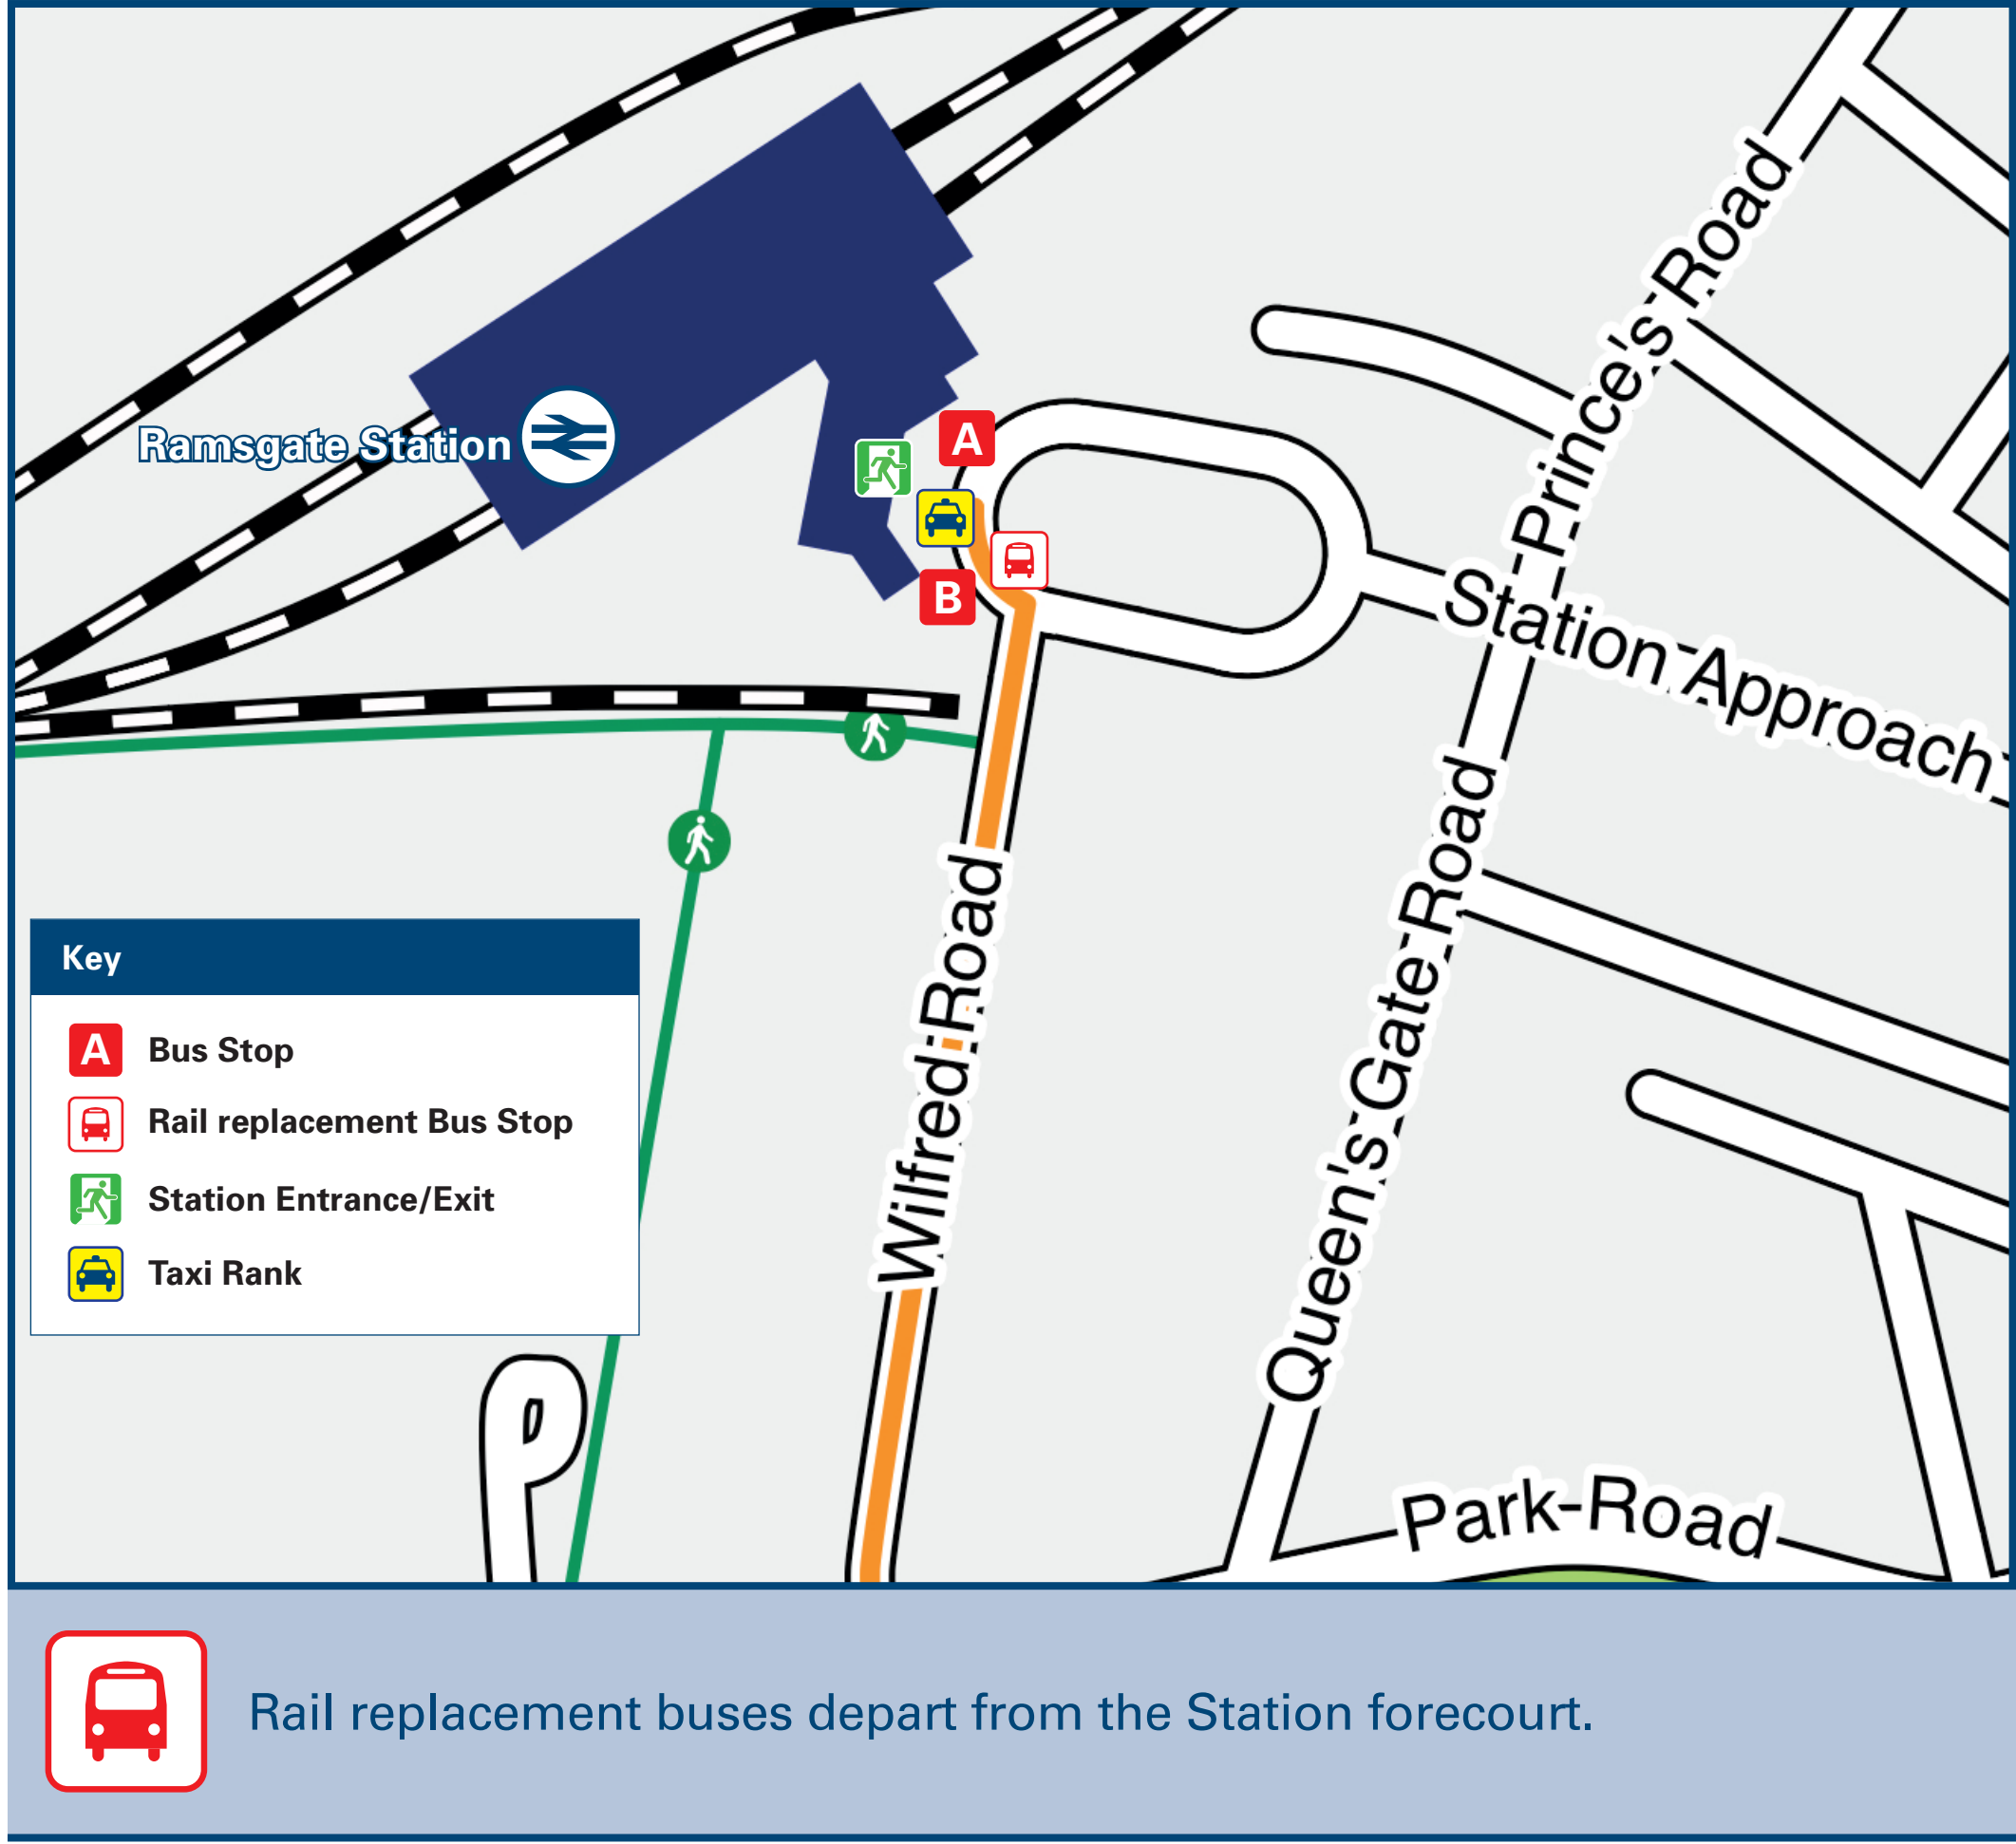 Prince's Road
Ramsgate Station
A
B
Station Approach
Wilfred Road
Queen's Gate Road
Park Road
Key
A Bus Stop
Rail replacement Bus Stop
Station Entrance/Exit
Taxi Rank
Rail replacement buses depart from the Station forecourt.